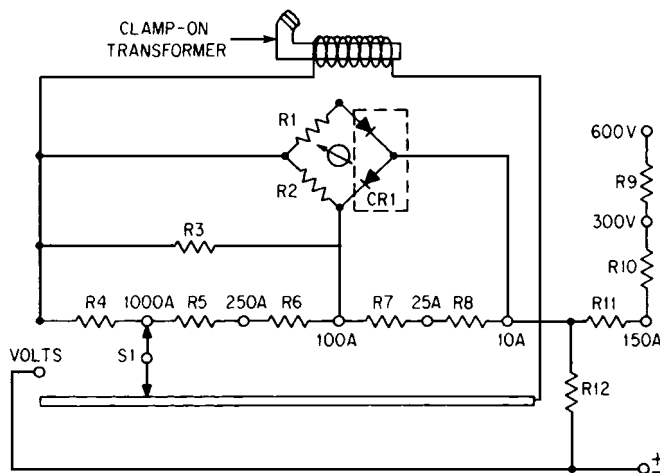 CLAMP-ON
TRANSFORMER
R1
R2
CR1
600V
R9
300V
R10
R3
R4
1000A
R5
250A
R6
100A
R7
25A
R8
10A
R11
150A
VOLTS
S1
R12
±